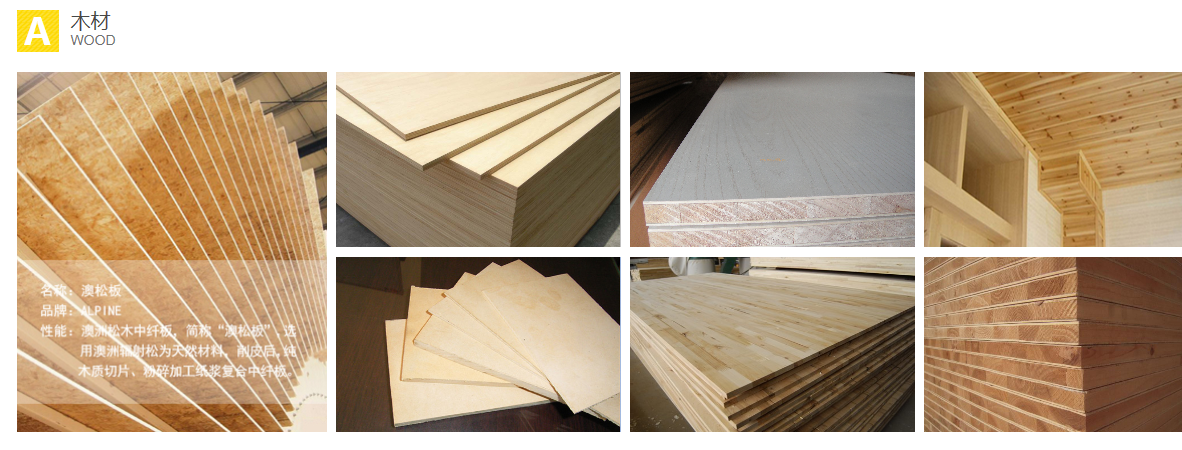 A
木材
WOOD
名称：澳松板
品牌：ALPINE
性能：澳洲松木中纤板，简称“澳松板”，选
用澳洲辐射松为天然材料，削皮后,纯
木质切片、粉碎加工纸浆复合中纤板。